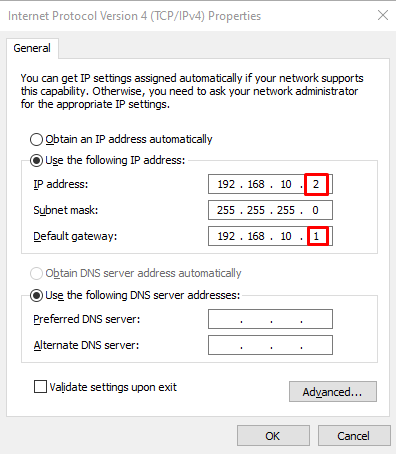 Internet Protocol Version 4 (TCP/IPv4) Properties
General
You can get IP settings assigned automatically if your network supports
this capability. Otherwise, you need to ask your network administrator
for the appropriate IP settings.
Obtain an IP address automatically
Use the following IP address:
IP address: 192 . 168 . 10 . 2
Subnet mask: 255 . 255 . 255 . 0
Default gateway: 192 . 168 . 10 . 1
Obtain DNS server address automatically
Use the following DNS server addresses:
Preferred DNS server: . . .
Alternate DNS server: . . .
Validate settings upon exit
Advanced...
OK Cancel